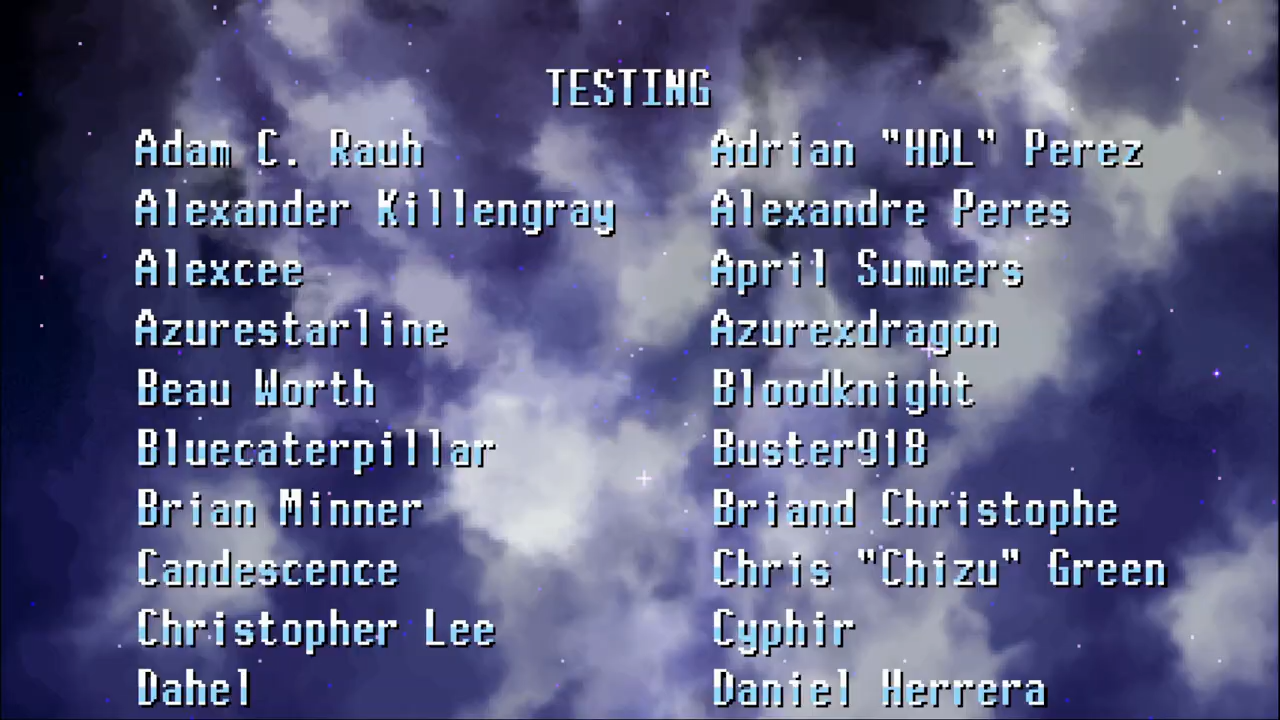 TESTING
Adam C. Rauh Adrian "HDL" Perez
Alexander Killengray Alexandre Peres
Alexcee April Summers
Azurestarline Azurexdragon
Beau Worth Bloodknight
Bluecaterpillar Buster918
Brian Minner Briand Christophe
Candescence Chris "Chizu" Green
Christopher Lee Cyphir
Dahel Daniel Herrera